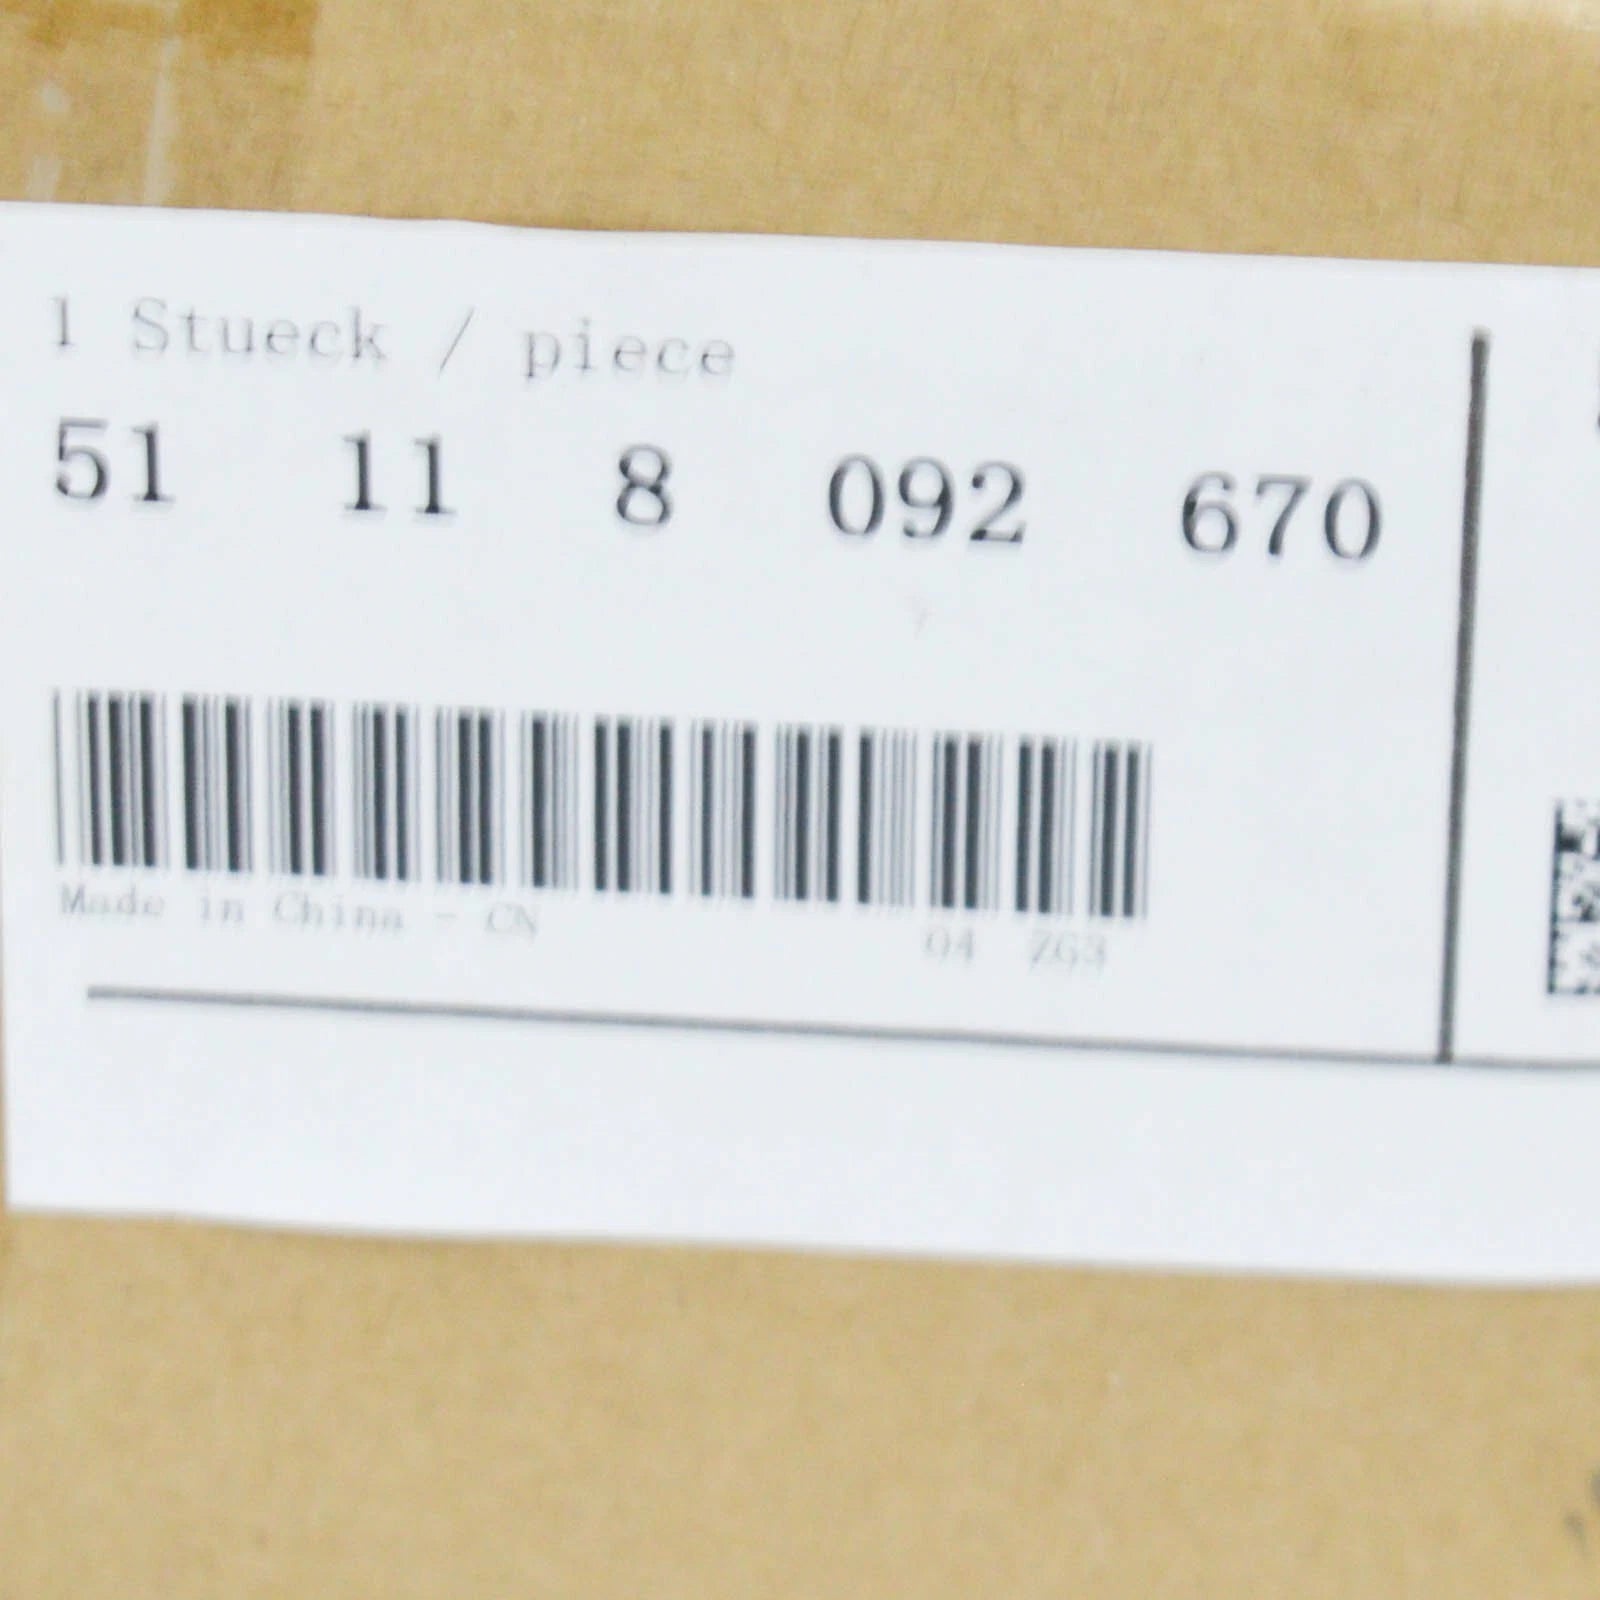 1 Stueck / piece
51 11 8 092 670
Made in China - CN
04 ZG3